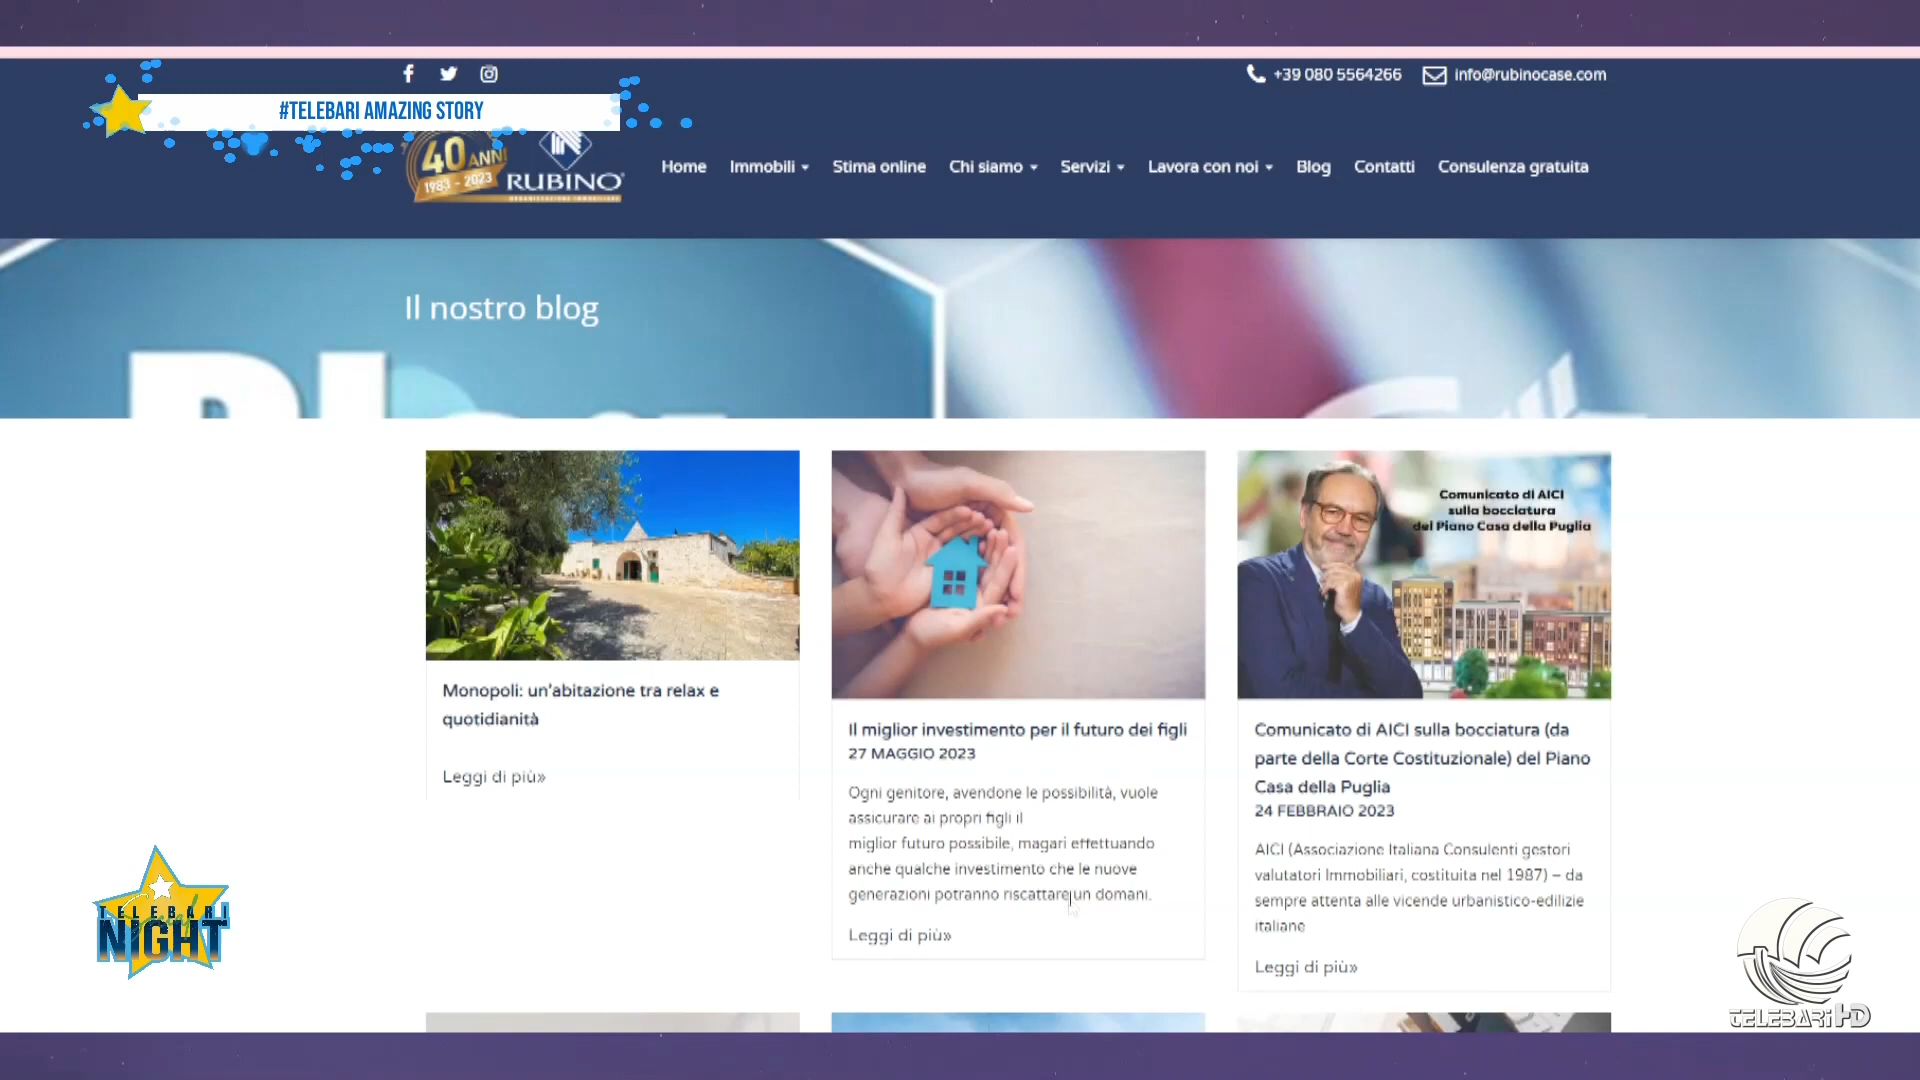 +39 080 5564266
info@rubinocase.com
#TELEBARI AMAZING STORY
40 ANNI
1983 - 2023
RUBINO
Home
Immobili
Stima online
Chi siamo
Servizi
Lavora con noi
Blog
Contatti
Consulenza gratuita
Il nostro blog
Monopoli: un'abitazione tra relax e
quotidianità
Leggi di più»
Il miglior investimento per il futuro dei figli
27 MAGGIO 2023
Ogni genitore, avendone le possibilità, vuole
assicurare ai propri figli il
miglior futuro possibile, magari effettuando
anche qualche investimento che le nuove
generazioni potranno riscattare un domani.
Leggi di più»
Comunicato di AICI
sulla bocciatura
del Piano Casa della Puglia
Comunicato di AICI sulla bocciatura (da
parte della Corte Costituzionale) del Piano
Casa della Puglia
24 FEBBRAIO 2023
AICI (Associazione Italiana Consulenti gestori
valutatori Immobiliari, costituita nel 1987) – da
sempre attenta alle vicende urbanistico-edilizie
italiane
Leggi di più»
TELEBARI
NIGHT
TELEBARI HD